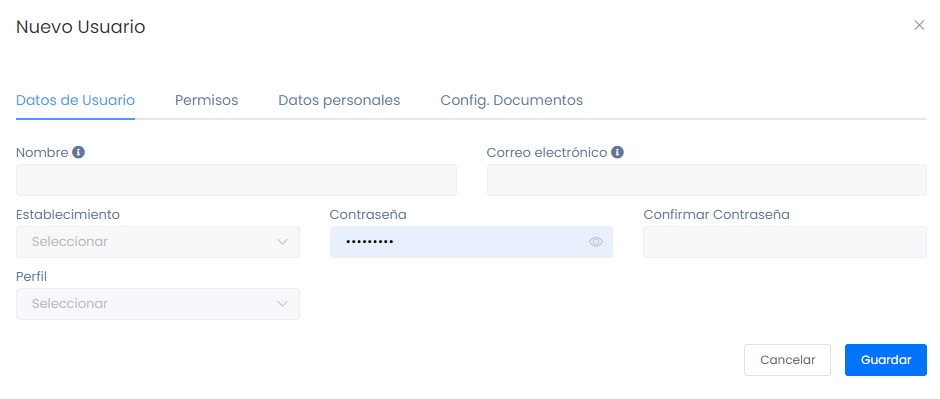 Nuevo Usuario
Datos de Usuario Permisos Datos personales Config. Documentos
Nombre Correo electrónico
Establecimiento Contraseña Confirmar Contraseña
Seleccionar •••••••••
Perfil
Seleccionar
Cancelar Guardar